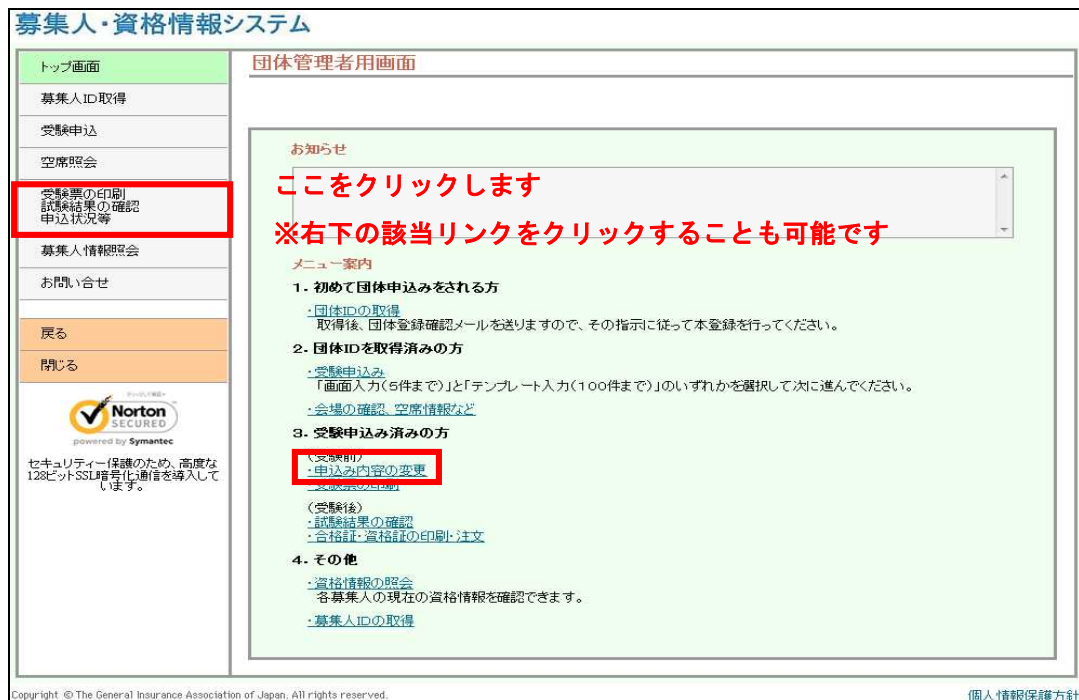 募集人・資格情報システム
トップ画面
募集人ID取得
受験申込
空席照会
受験票の印刷
試験結果の確認
申込状況等
募集人情報照会
お問い合せ
戻る
閉じる
Norton
SECURED
powered by Symantec
セキュリティー保護のため、高度な
128ビットSSL暗号化通信を導入して
います。
団体管理者用画面
お知らせ
ここをクリックします
※右下の該当リンクをクリックすることも可能です
メニュー案内
1. 初めて団体申込みをされる方
・団体IDの取得
取得後、団体登録確認メールを送りますので、その指示に従って本登録を行ってください。
2. 団体IDを取得済みの方
・受験申込み
「画面入力(5件まで)」と「テンプレート入力(100件まで)」のいずれかを選択して次に進んでください。
・会場の確認、空席情報など
3. 受験申込み済みの方
(受験前)
・申込み内容の変更
・受験票の印刷
(受験後)
・試験結果の確認
・合格証・資格証の印刷・注文
4. その他
・資格情報の照会
各募集人の現在の資格情報を確認できます。
・募集人IDの取得
Copyright © The General Insurance Association of Japan. All rights reserved.
個人情報保護方針